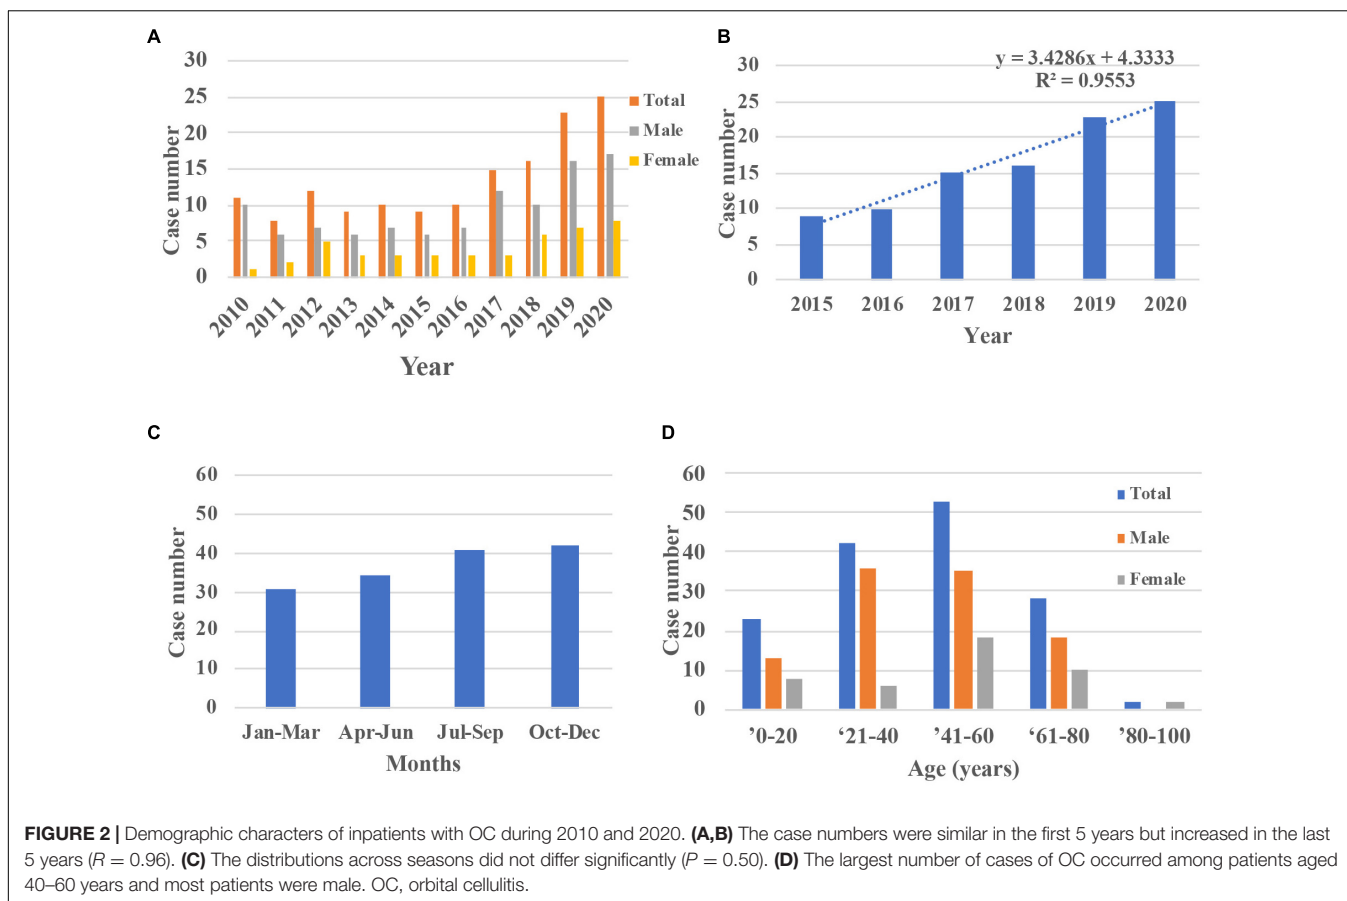 A
30
25
20
15
10
5
0
Case number
Total
Male
Female
2010
2011
2012
2013
2014
2015
2016
2017
2018
2019
2020
Year
B
y = 3.4286x + 4.3333
R² = 0.9553
30
25
20
15
10
5
0
Case number
2015
2016
2017
2018
2019
2020
Year
C
60
50
40
30
20
10
0
Case number
Jan-Mar
Apr-Jun
Jul-Sep
Oct-Dec
Months
D
60
50
40
30
20
10
0
Case number
Total
Male
Female
’0-20
‘21-40
’41-60
‘61-80
’80-100
Age (years)
FIGURE 2 | Demographic characters of inpatients with OC during 2010 and 2020. (A,B) The case numbers were similar in the first 5 years but increased in the last
5 years (R = 0.96). (C) The distributions across seasons did not differ significantly (P = 0.50). (D) The largest number of cases of OC occurred among patients aged
40–60 years and most patients were male. OC, orbital cellulitis.